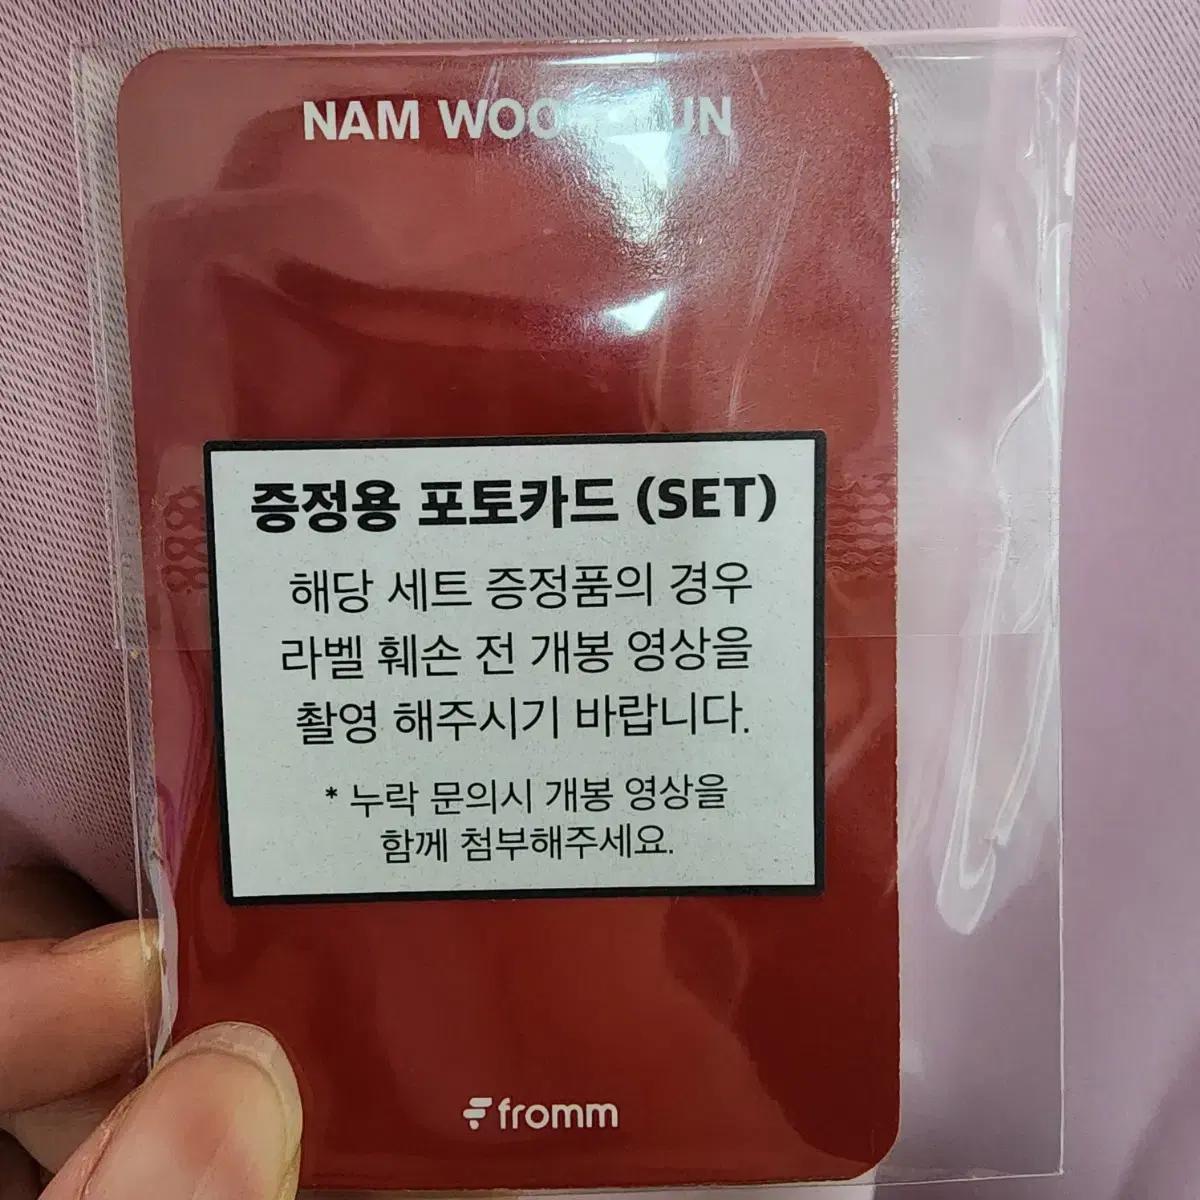 NAM
증정용 포토카드 (SET)
해당 세트 증정품의 경우
라벨 훼손 전 개봉 영상을
촬영 해주시기 바랍니다.
* 누락 문의시 개봉 영상을
함께 첨부해주세요.
fromm